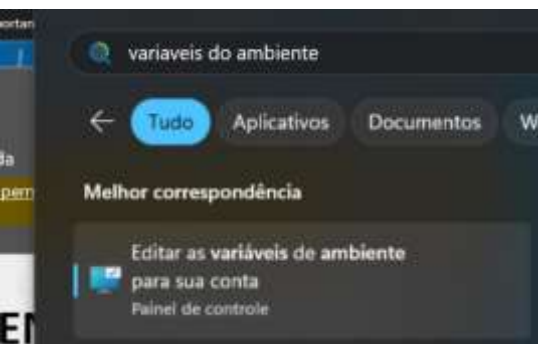 variaveis do ambiente
Tudo Aplicativos Documentos W
Melhor correspondência
Editar as variáveis de ambiente
para sua conta
Painel de controle